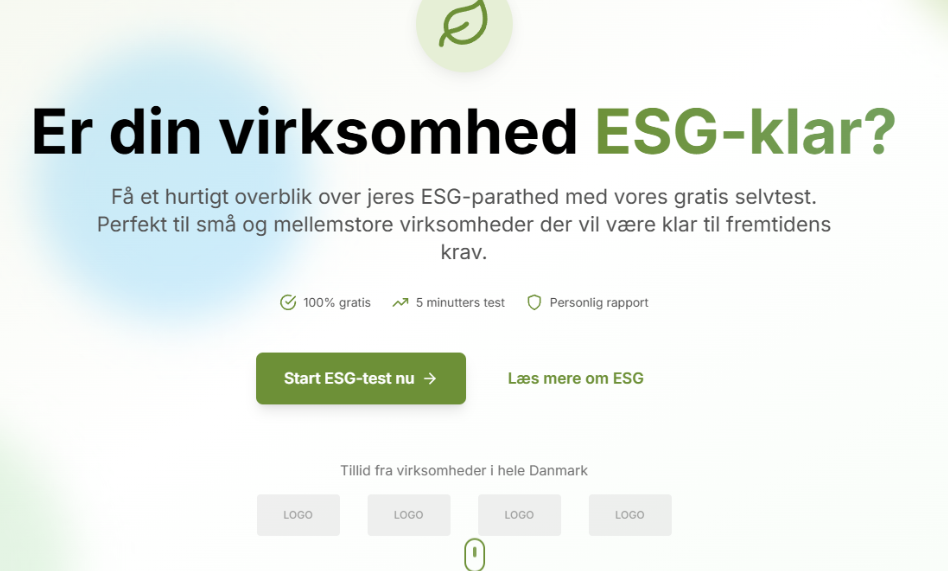 Er din virksomhed ESG-klar?
Få et hurtigt overblik over jeres ESG-parathed med vores gratis selvtest.
Perfekt til små og mellemstore virksomheder der vil være klar til fremtidens
krav.
100% gratis 5 minutters test Personlig rapport
Start ESG-test nu → Læs mere om ESG
Tillid fra virksomheder i hele Danmark
LOGO LOGO LOGO LOGO